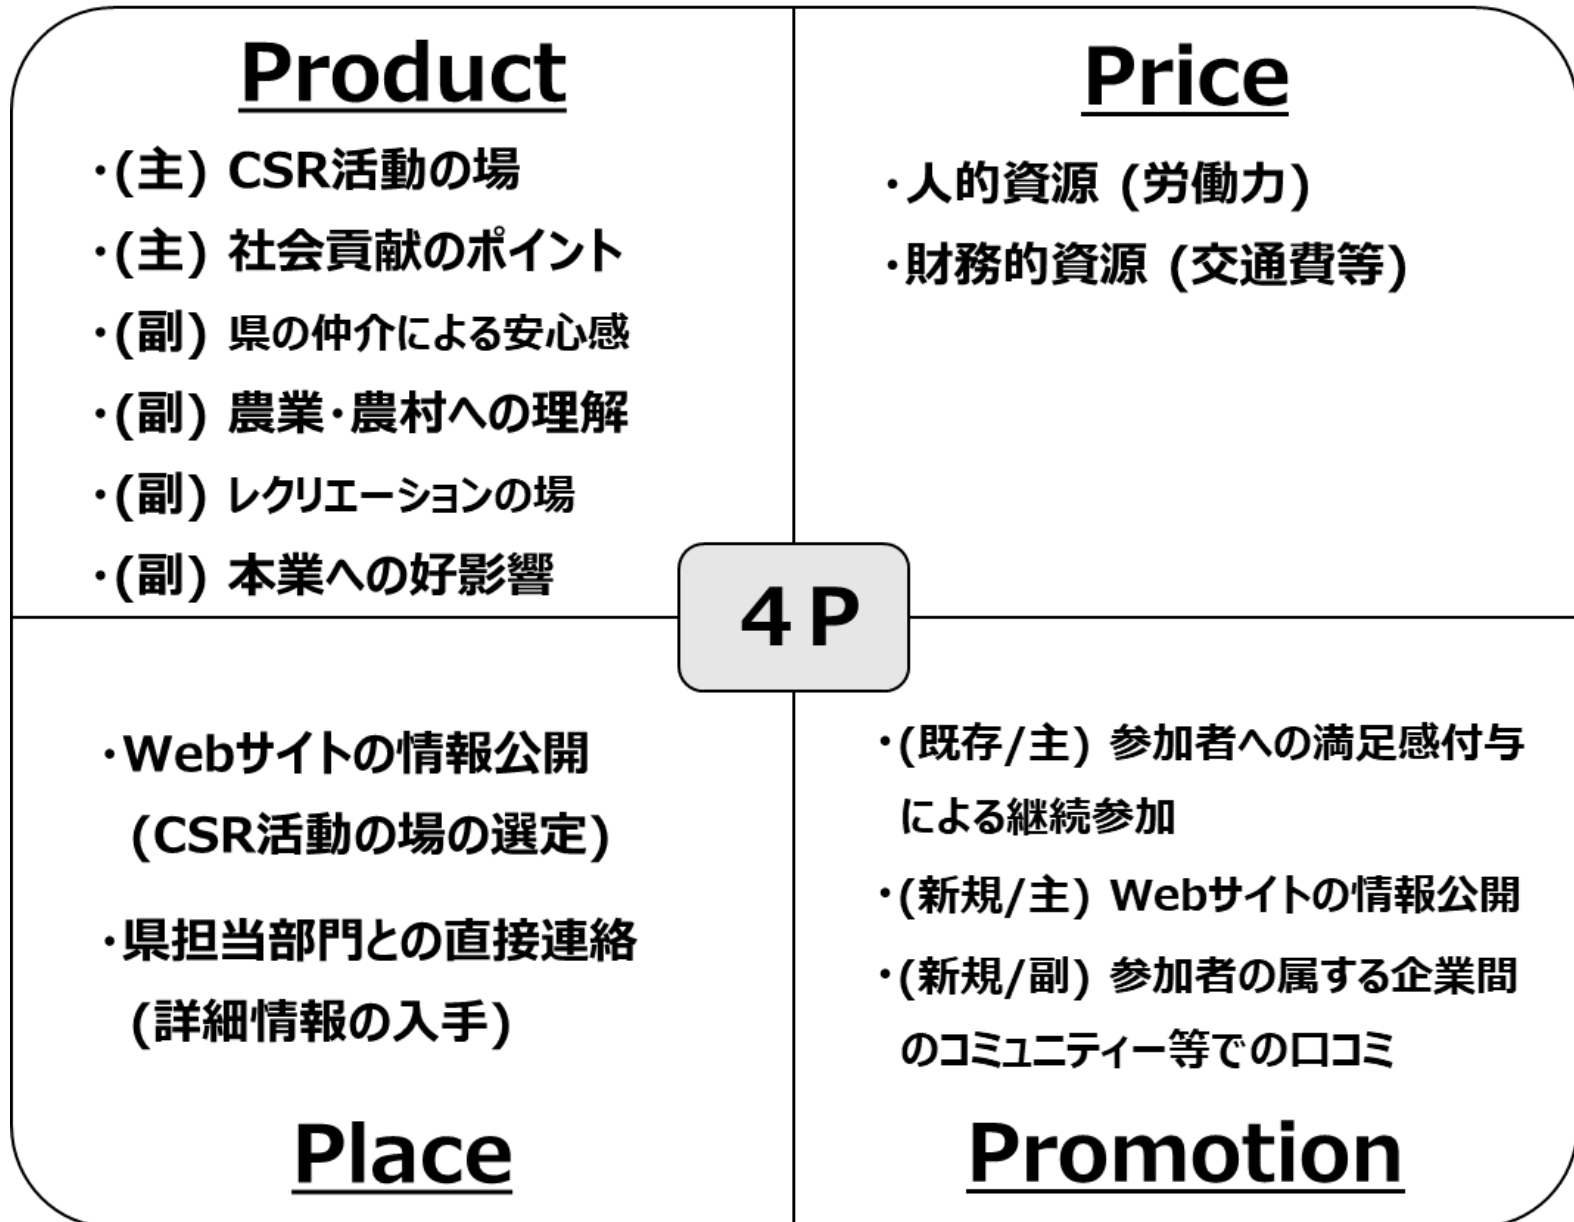 Product
・(主) CSR活動の場
・(主) 社会貢献のポイント
・(副) 県の仲介による安心感
・(副) 農業・農村への理解
・(副) レクリエーションの場
・(副) 本業への好影響
Price
・人的資源 (労働力)
・財務的資源 (交通費等)
4P
・Webサイトの情報公開
(CSR活動の場の選定)
・県担当部門との直接連絡
(詳細情報の入手)
Place
・(既存/主) 参加者への満足感付与
による継続参加
・(新規/主) Webサイトの情報公開
・(新規/副) 参加者の属する企業間
のコミュニティー等での口コミ
Promotion